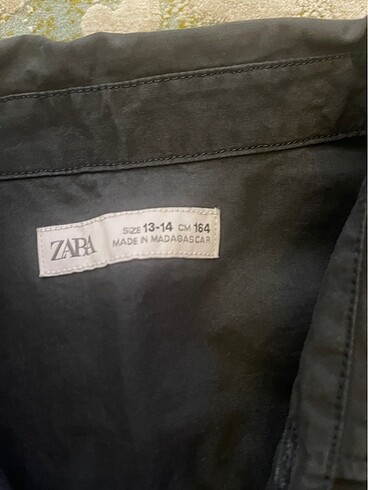 ZARA
SIZE 13-14 CM 164
MADE IN MADAGASCAR